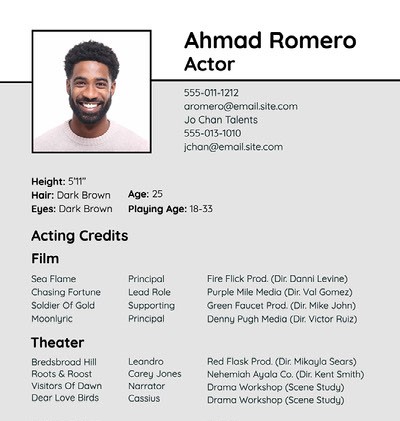 Ahmad Romero
Actor
555-011-1212
aromero@email.site.com
Jo Chan Talents
555-013-1010
jchan@email.site.com
Height: 5'11"
Hair: Dark Brown Age: 25
Eyes: Dark Brown Playing Age: 18-33
Acting Credits
Film
Sea Flame Principal Fire Flick Prod. (Dir. Danni Levine)
Chasing Fortune Lead Role Purple Mile Media (Dir. Val Gomez)
Soldier Of Gold Supporting Green Faucet Prod. (Dir. Mike John)
Moonlyric Principal Denny Pugh Media (Dir. Victor Ruiz)
Theater
Bredsbroad Hill Leandro Red Flask Prod. (Dir. Mikayla Sears)
Roots & Roost Carey Jones Nehemiah Ayala Co. (Dir. Kent Smith)
Visitors Of Dawn Narrator Drama Workshop (Scene Study)
Dear Love Birds Cassius Drama Workshop (Scene Study)